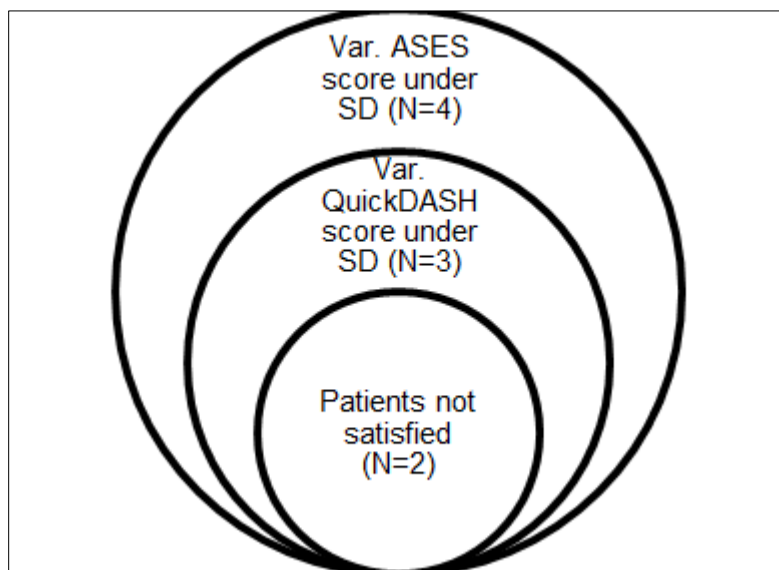 Var. ASES
score under
SD (N=4)
Var.
QuickDASH
score under
SD (N=3)
Patients not
satisfied
(N=2)